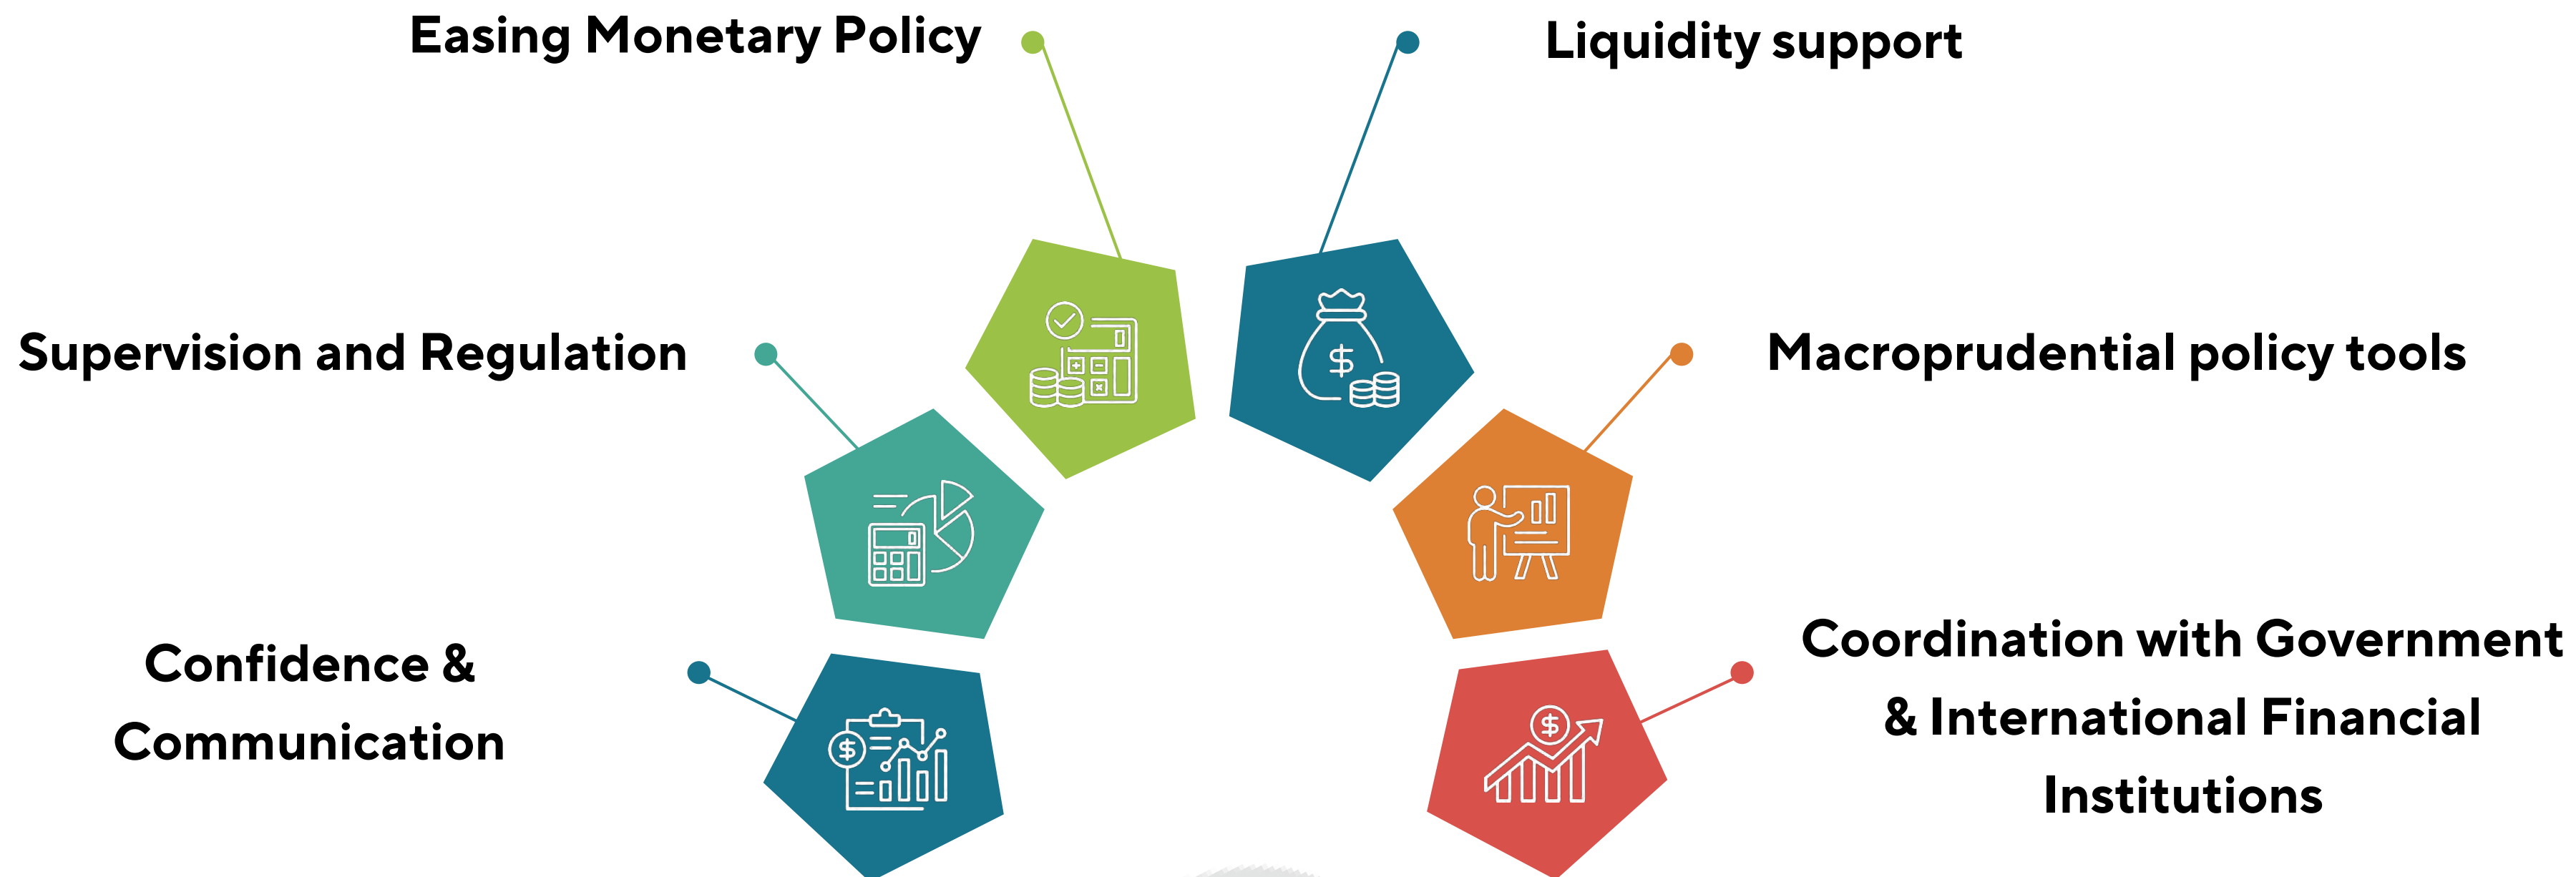 Easing Monetary Policy
Liquidity support
Supervision and Regulation
Macroprudential policy tools
Confidence &
Communication
Coordination with Government
& International Financial
Institutions